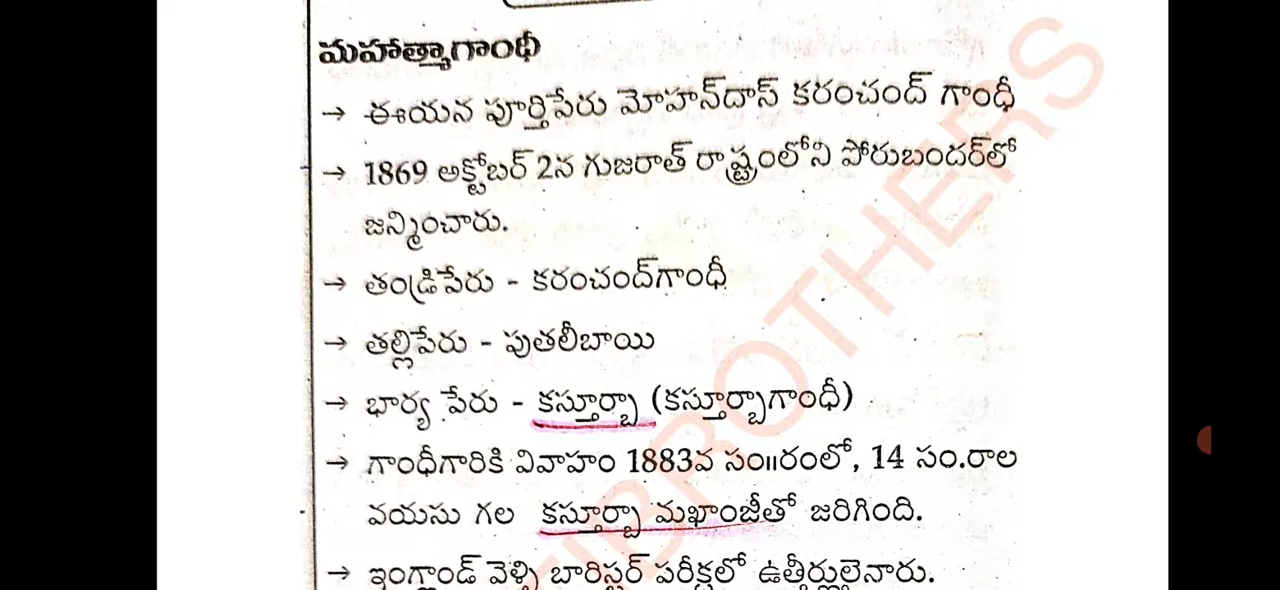 మహాత్మాగాంధీ
→ ఈయన పూర్తిపేరు మోహన్‌దాస్ కరంచంద్ గాంధీ
→ 1869 అక్టోబర్ 2న గుజరాత్ రాష్ట్రంలోని పోరుబందర్‌లో
జన్మించారు.
→ తండ్రిపేరు - కరంచంద్‌గాంధీ
→ తల్లిపేరు - పుతలీబాయి
→ భార్య పేరు - కస్తూర్బా (కస్తూర్బాగాంధీ)
→ గాంధీగారికి వివాహం 1883వ సం॥రంలో, 14 సం.రాల
వయసు గల కస్తూర్బా మఖాంజీతో జరిగింది.
→ ఇంగ్లాండ్ వెళ్ళి బారిస్టర్ పరీక్షలో ఉత్తీర్ణులైనారు.
BROTHERS